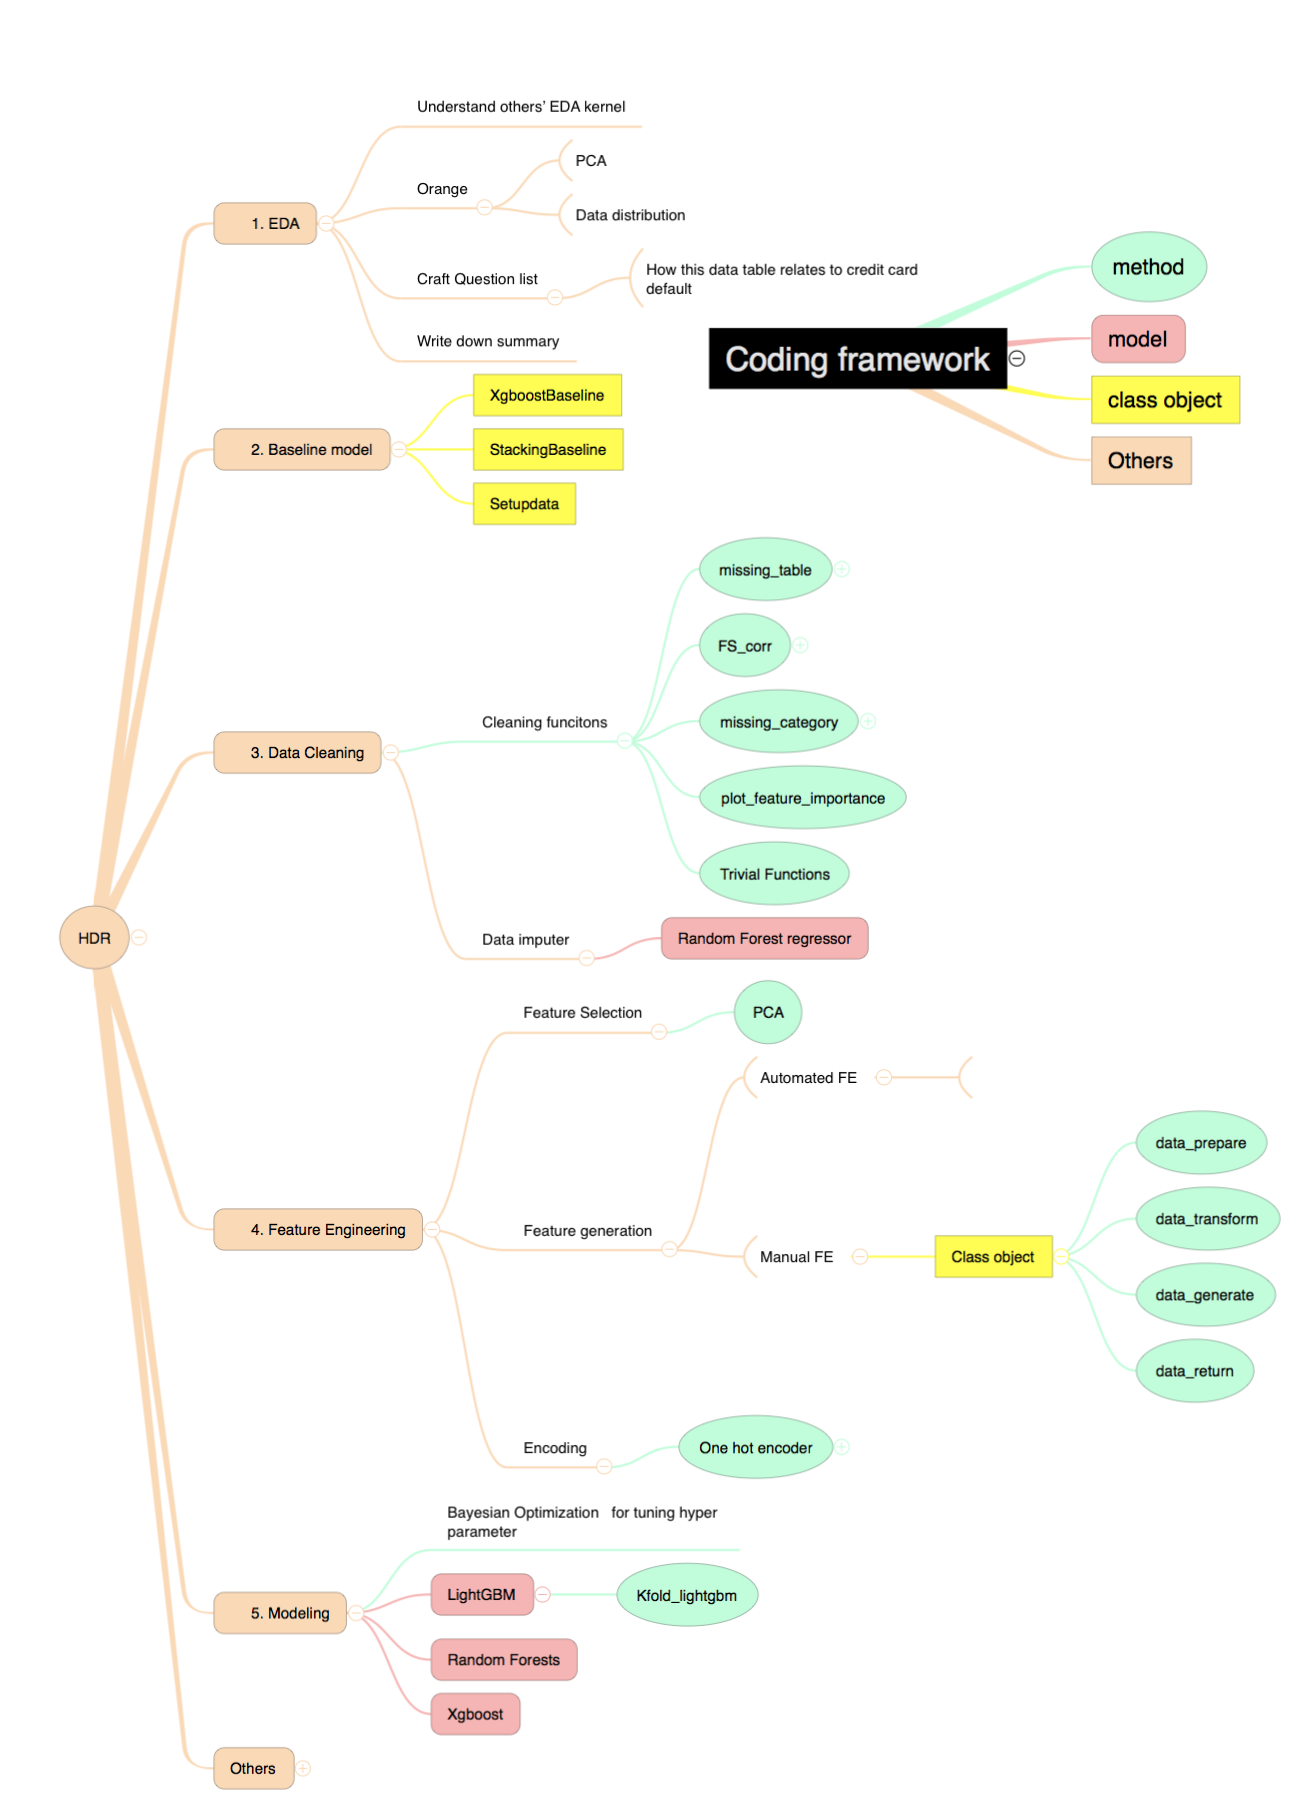 Understand others’ EDA kernel
PCA
Orange
Data distribution
1. EDA
Craft Question list
How this data table relates to credit card
default
Write down summary
Coding framework
method
model
class object
Others
XgboostBaseline
2. Baseline model
StackingBaseline
Setupdata
missing_table
FS_corr
Cleaning funcitons
missing_category
3. Data Cleaning
plot_feature_importance
Trivial Functions
HDR
Data imputer
Random Forest regressor
Feature Selection
PCA
Automated FE
data_prepare
data_transform
4. Feature Engineering
Feature generation
Manual FE
Class object
data_generate
data_return
Encoding
One hot encoder
Bayesian Optimization for tuning hyper
parameter
LightGBM
Kfold_lightgbm
5. Modeling
Random Forests
Xgboost
Others